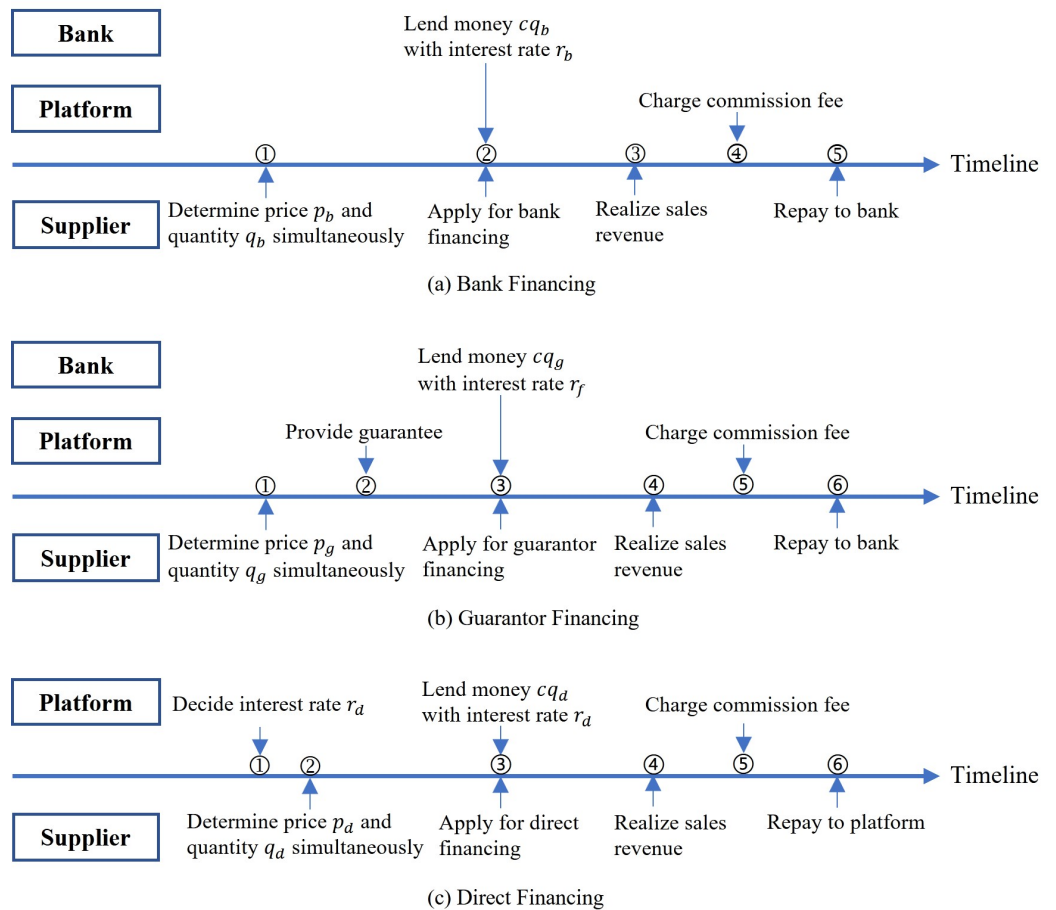 Bank
Lend money cq_b
with interest rate r_b
Platform
Charge commission fee
① ② ③ ④ ⑤
Timeline
Supplier
Determine price p_b and
quantity q_b simultaneously
Apply for bank
financing
Realize sales
revenue
Repay to bank
(a) Bank Financing
Bank
Lend money cq_g
with interest rate r_f
Platform
Provide guarantee
Charge commission fee
① ② ③ ④ ⑤ ⑥
Timeline
Supplier
Determine price p_g and
quantity q_g simultaneously
Apply for guarantor
financing
Realize sales
revenue
Repay to bank
(b) Guarantor Financing
Platform
Decide interest rate r_d
Lend money cq_d
with interest rate r_d
Charge commission fee
① ② ③ ④ ⑤ ⑥
Timeline
Supplier
Determine price p_d and
quantity q_d simultaneously
Apply for direct
financing
Realize sales
revenue
Repay to platform
(c) Direct Financing